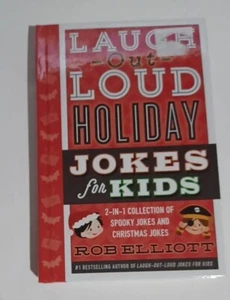 LAUGH
Out
LOUD
HOLIDAY
JOKES
for KIDS
2-IN-1 COLLECTION OF
SPOOKY JOKES AND
CHRISTMAS JOKES
ROB ELLIOTT
#1 BESTSELLING AUTHOR OF LAUGH-OUT-LOUD JOKES FOR KIDS